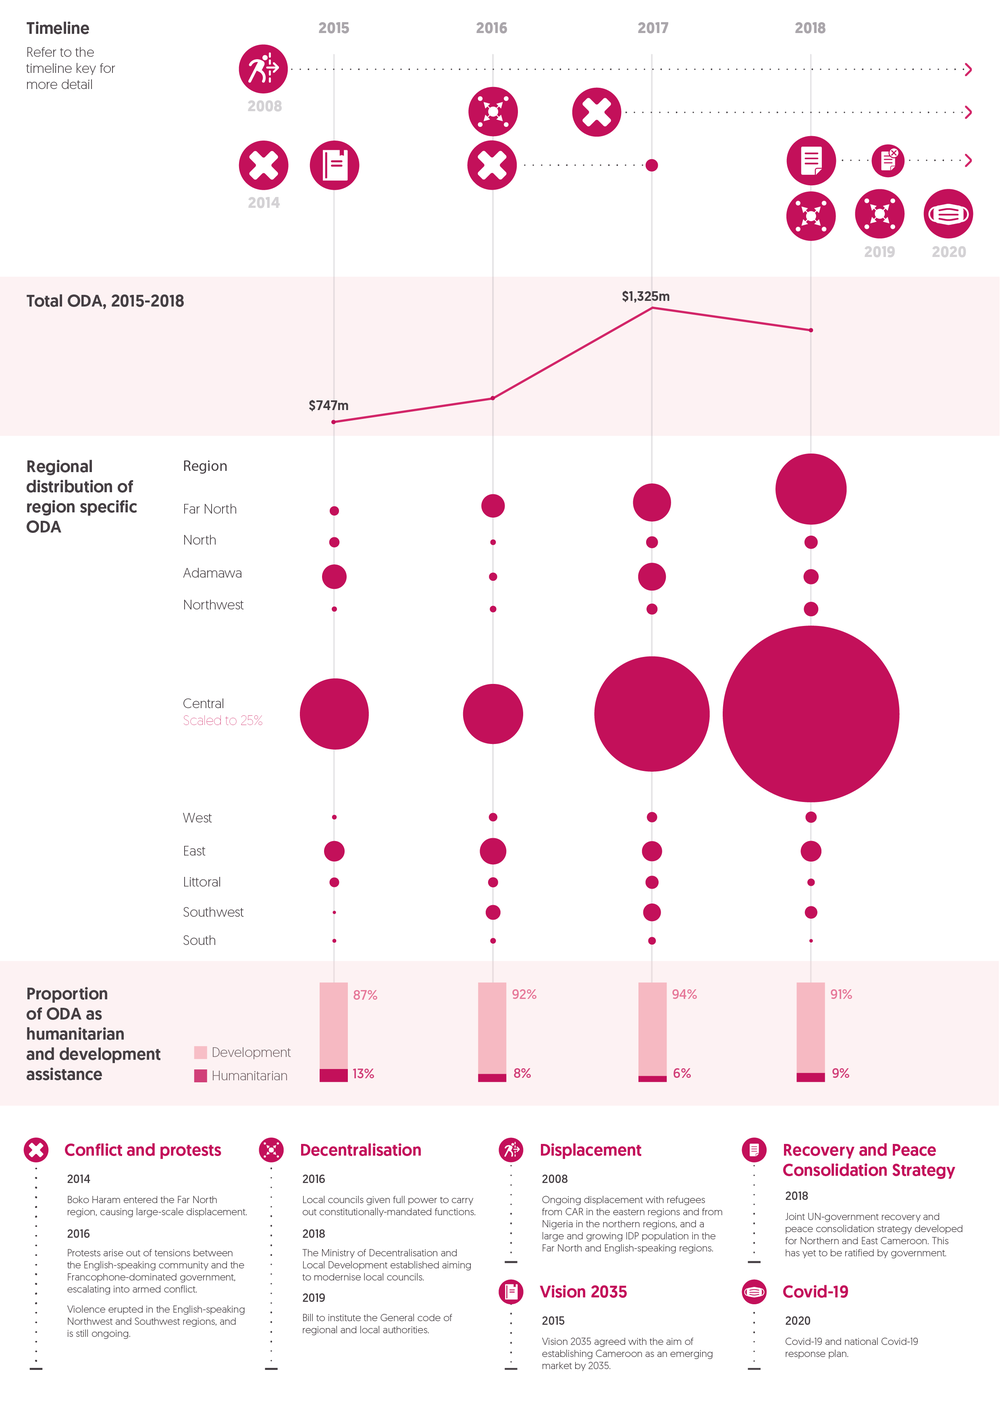 Timeline
Refer to the
timeline key for
more detail
2015
2016
2017
2018
2008
2014
2019
2020
Total ODA, 2015-2018
$747m
$1,325m
Regional
distribution of
region specific
ODA
Region
Far North
North
Adamawa
Northwest
Central
Scaled to 25%
West
East
Littoral
Southwest
South
Proportion
of ODA as
humanitarian
and development
assistance
Development
Humanitarian
87%
13%
92%
8%
94%
6%
91%
9%
Conflict and protests
2014
Boko Haram entered the Far North
region, causing large-scale displacement.
2016
Protests arise out of tensions between
the English-speaking community and the
Francophone-dominated government,
escalating into armed conflict.
Violence erupted in the English-speaking
Northwest and Southwest regions, and
is still ongoing.
Decentralisation
2016
Local councils given full power to carry
out constitutionally-mandated functions.
2018
The Ministry of Decentralisation and
Local Development established aiming
to modernise local councils.
2019
Bill to institute the General code of
regional and local authorities.
Displacement
2008
Ongoing displacement with refugees
from CAR in the eastern regions and from
Nigeria in the northern regions, and a
large and growing IDP population in the
Far North and English-speaking regions.
Vision 2035
2015
Vision 2035 agreed with the aim of
establishing Cameroon as an emerging
market by 2035.
Recovery and Peace
Consolidation Strategy
2018
Joint UN-government recovery and
peace consolidation strategy developed
for Northern and East Cameroon. This
has yet to be ratified by government.
Covid-19
2020
Covid-19 and national Covid-19
response plan.